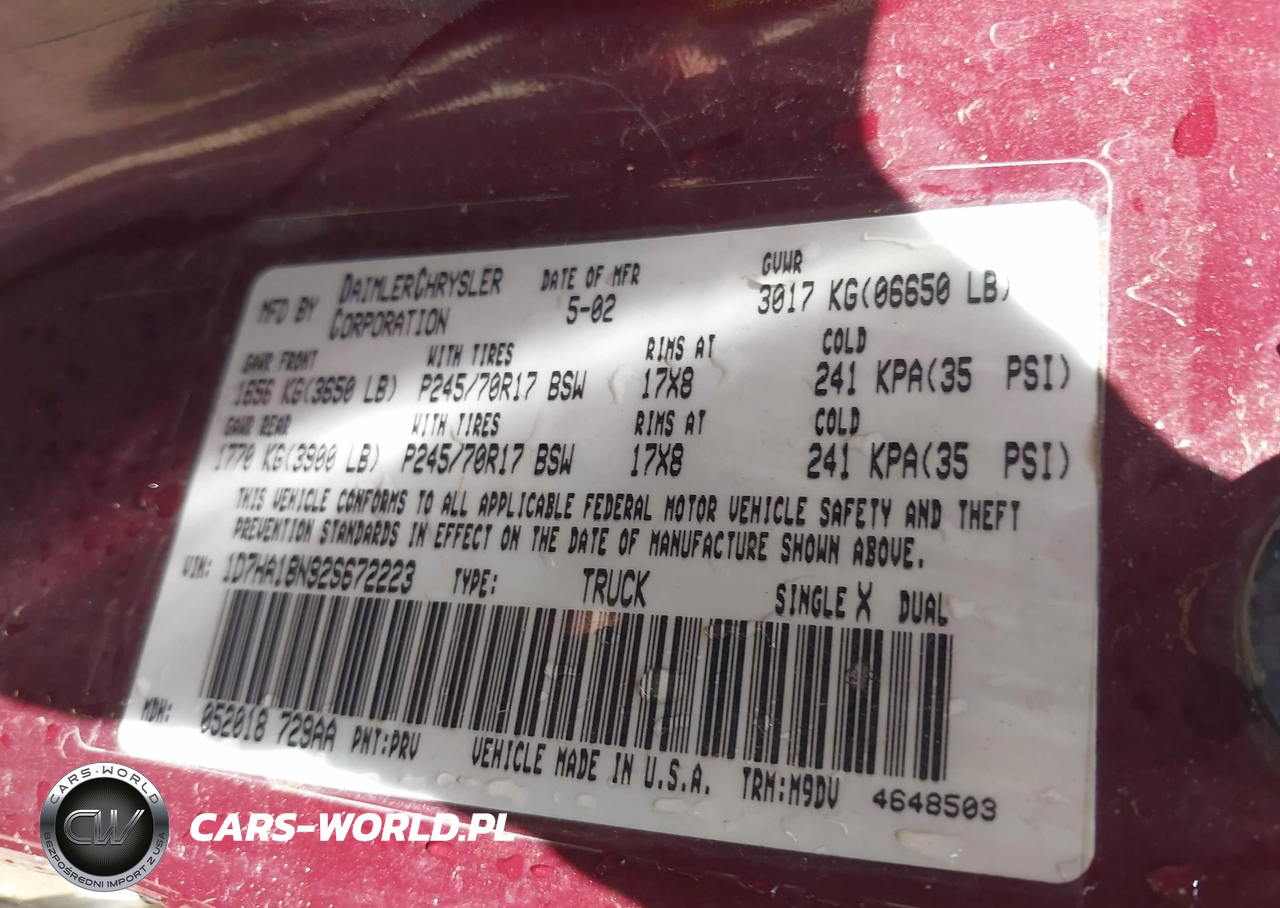 MFD BY DAIMLERCHRYSLER CORPORATION
DATE OF MFR 5-02
GVWR 3017 KG(06650 LB)
GAWR FRONT WITH TIRES RIMS AT COLD
1656 KG(3650 LB) P245/70R17 BSW 17X8 241 KPA(35 PSI)
GAWR REAR WITH TIRES RIMS AT COLD
1770 KG(3900 LB) P245/70R17 BSW 17X8 241 KPA(35 PSI)
THIS VEHICLE CONFORMS TO ALL APPLICABLE FEDERAL MOTOR VEHICLE SAFETY AND THEFT
PREVENTION STANDARDS IN EFFECT ON THE DATE OF MANUFACTURE SHOWN ABOVE.
VIN: 1D7HA18N92S672223 TYPE: TRUCK SINGLE X DUAL
MDH: 052018 729AA PNT:PRV VEHICLE MADE IN U.S.A. TRM:M9DV 4648503
CARS-WORLD
CW
BEZPOŚREDNI IMPORT Z USA
CARS-WORLD.PL